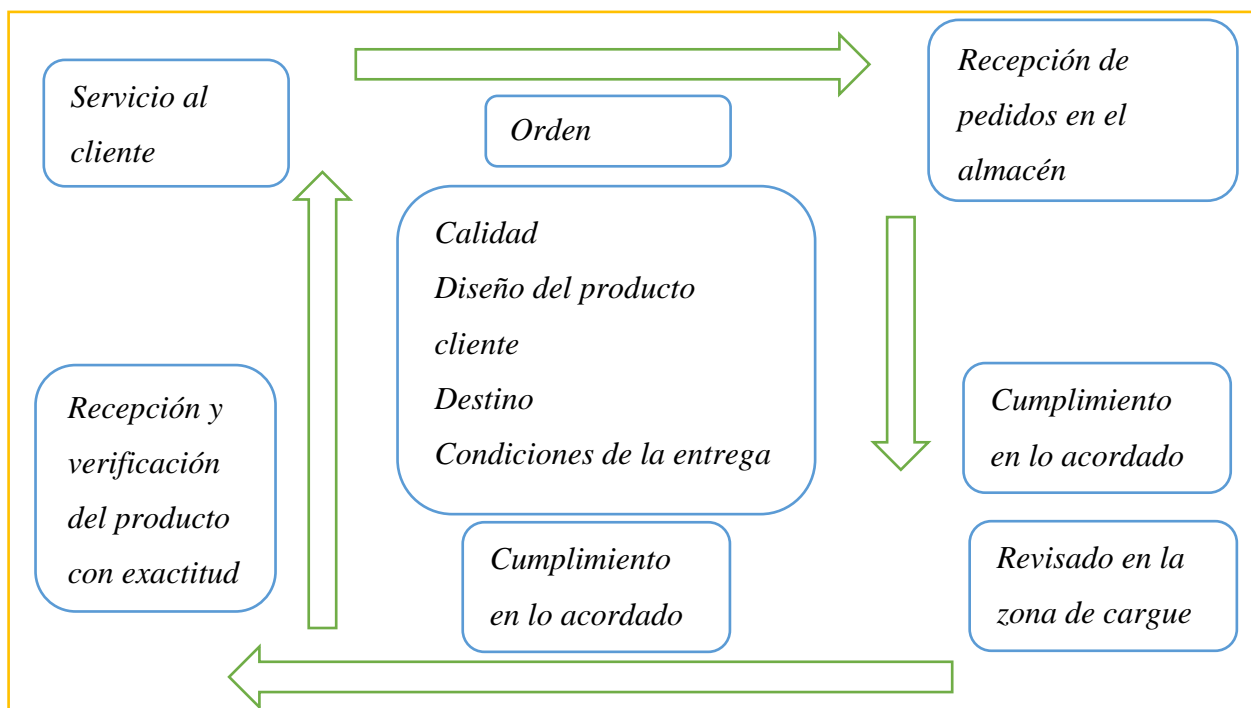 Servicio al
cliente
Orden
Recepción de
pedidos en el
almacén
Calidad
Diseño del producto
cliente
Destino
Condiciones de la entrega
Recepción y
verificación
del producto
con exactitud
Cumplimiento
en lo acordado
Cumplimiento
en lo acordado
Revisado en la
zona de cargue